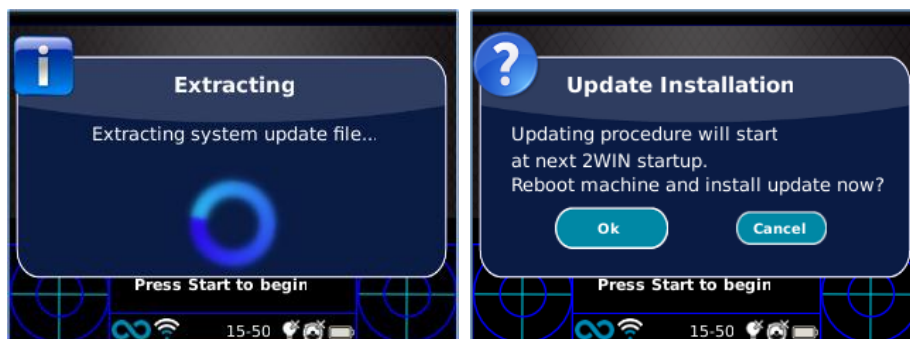 Extracting
Extracting system update file...
Press Start to begin
15-50
Update Installation
Updating procedure will start
at next 2WIN startup.
Reboot machine and install update now?
Ok
Cancel
Press Start to begin
15-50